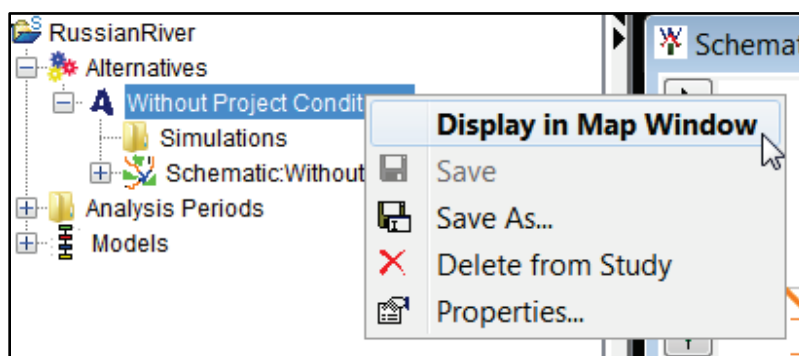 RussianRiver
Schemat
Alternatives
Without Project Condit
Display in Map Window
Simulations
Schematic:Without
Save
Analysis Periods
Save As...
Models
Delete from Study
Properties...